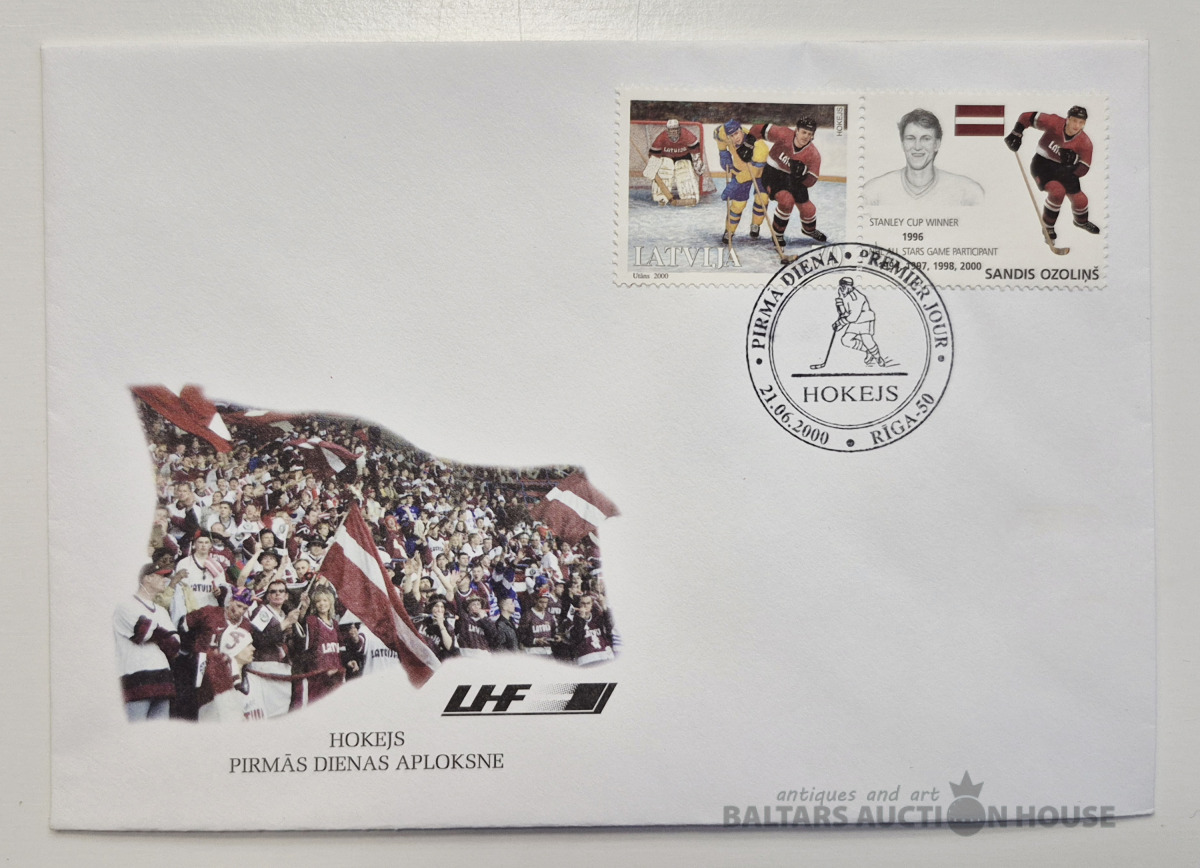 HOKEJS
LATVIJA
LATVIJA
Utāns 2000
STANLEY CUP WINNER
1996
ALL STARS GAME PARTICIPANT
1997, 1998, 2000
SANDIS OZOLIŅŠ
PIRMĀ DIENA • PREMIER JOUR
HOKEJS
21.06.2000 • RĪGA-50
LATVIJA
LHF
HOKEJS
PIRMĀS DIENAS APLOKSNE
antiques and art
BALTARS AUCTION HOUSE